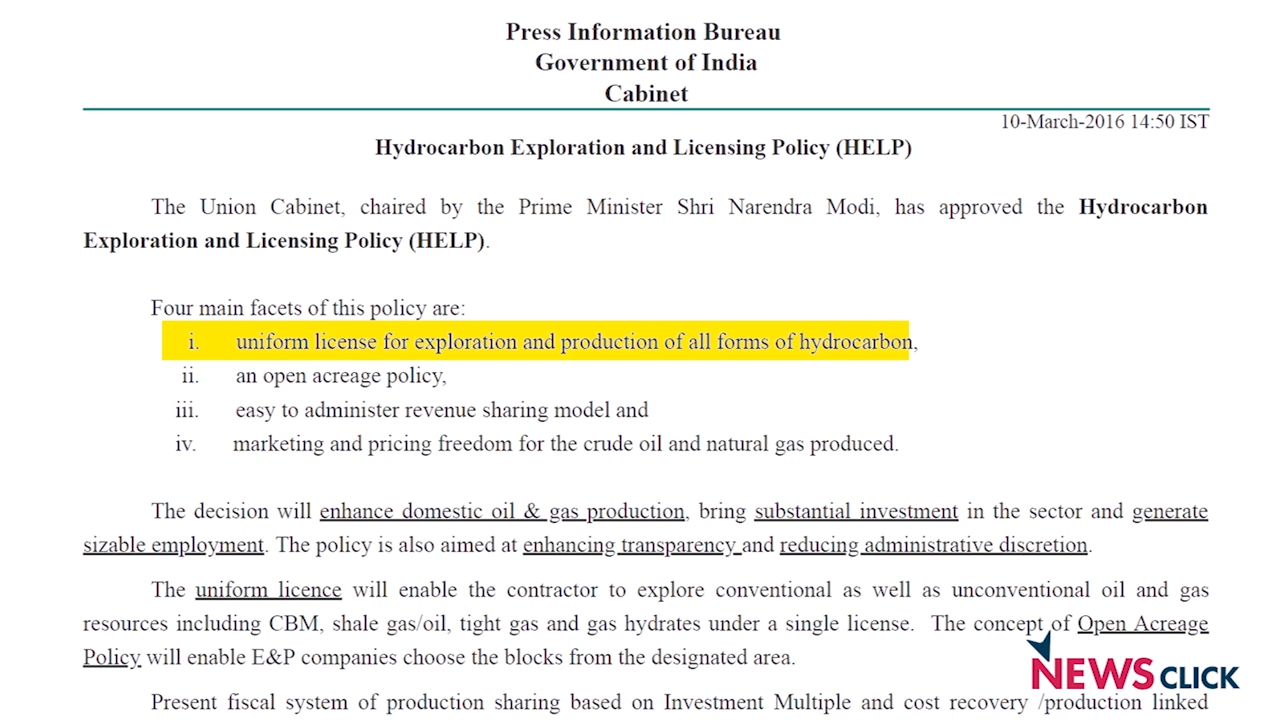 Press Information Bureau
Government of India
Cabinet
10-March-2016 14:50 IST
Hydrocarbon Exploration and Licensing Policy (HELP)
The Union Cabinet, chaired by the Prime Minister Shri Narendra Modi, has approved the Hydrocarbon
Exploration and Licensing Policy (HELP).
Four main facets of this policy are:
i. uniform license for exploration and production of all forms of hydrocarbon,
ii. an open acreage policy,
iii. easy to administer revenue sharing model and
iv. marketing and pricing freedom for the crude oil and natural gas produced.
The decision will enhance domestic oil & gas production, bring substantial investment in the sector and generate
sizable employment. The policy is also aimed at enhancing transparency and reducing administrative discretion.
The uniform licence will enable the contractor to explore conventional as well as unconventional oil and gas
resources including CBM, shale gas/oil, tight gas and gas hydrates under a single license. The concept of Open Acreage
Policy will enable E&P companies choose the blocks from the designated area.
Present fiscal system of production sharing based on Investment Multiple and cost recovery /production linked
NEWSCLICK